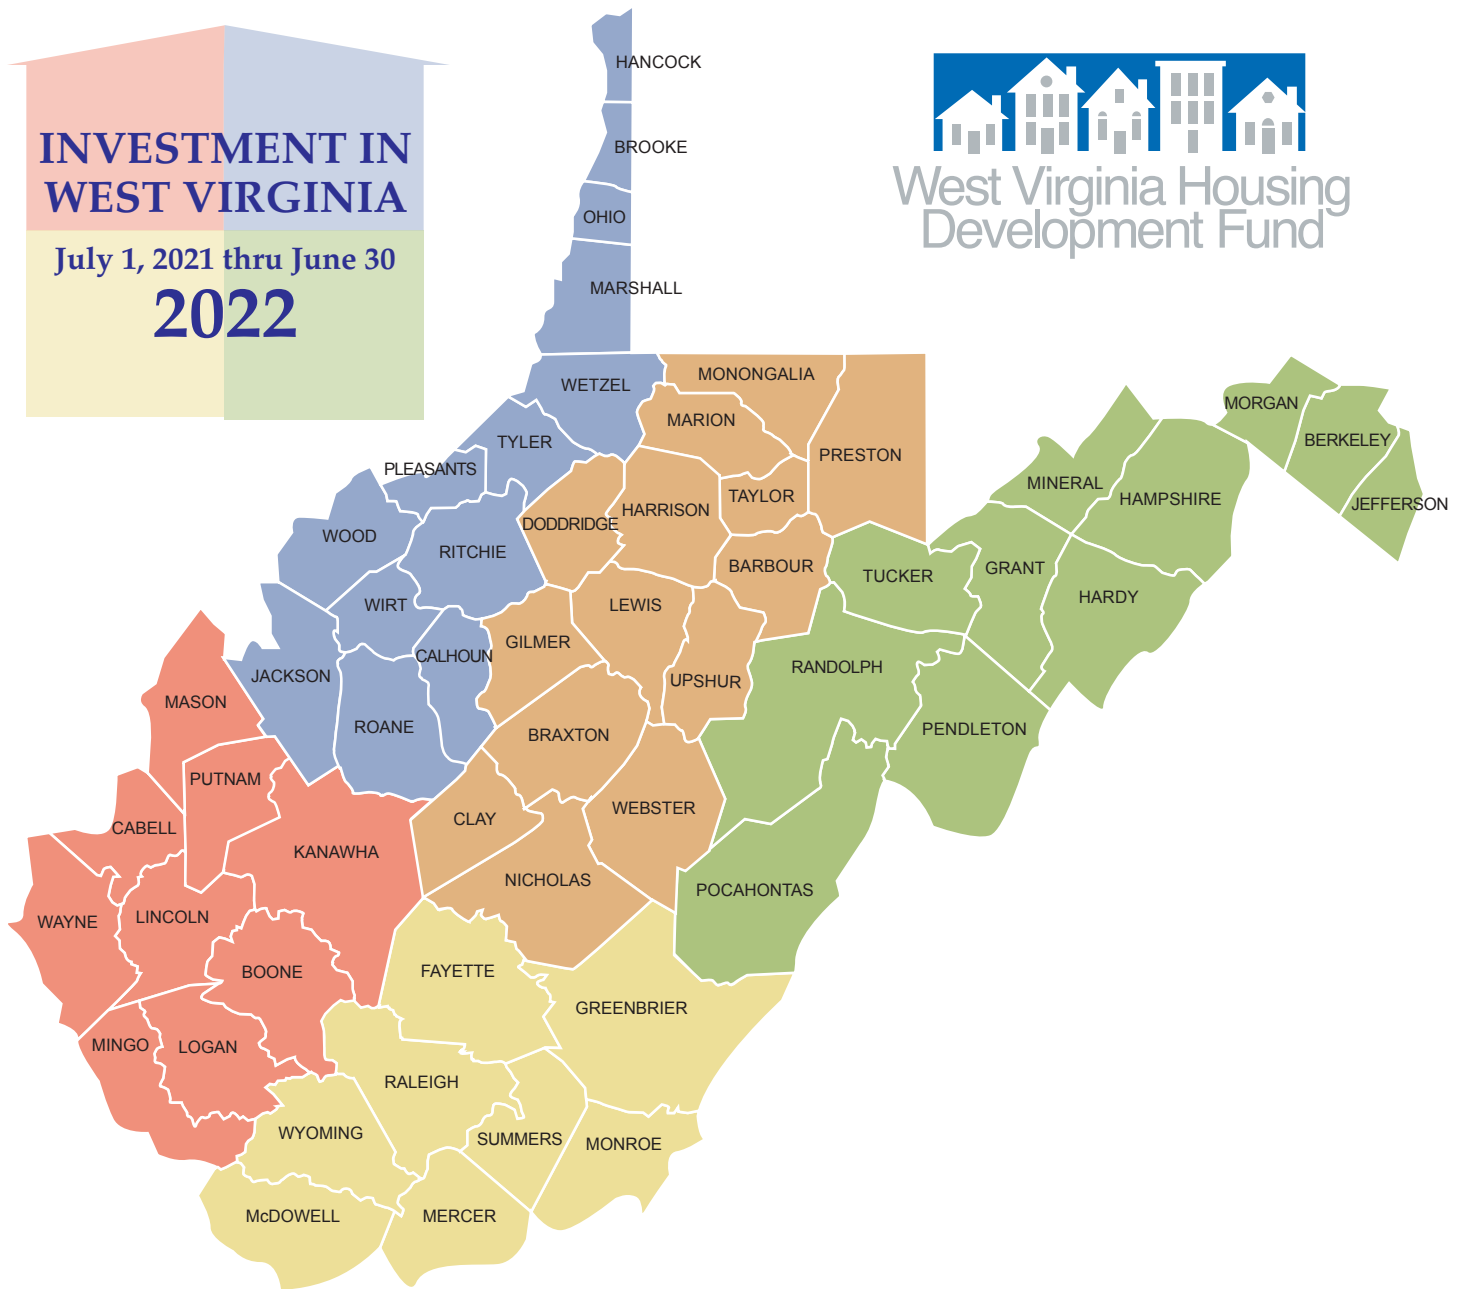 INVESTMENT IN
WEST VIRGINIA
July 1, 2021 thru June 30
2022
West Virginia Housing
Development Fund
HANCOCK
BROOKE
OHIO
MARSHALL
WETZEL
MONONGALIA
MARION
PRESTON
TYLER
PLEASANTS
MORGAN
BERKELEY
JEFFERSON
MINERAL
HAMPSHIRE
WOOD
RITCHIE
DODDRIDGE
HARRISON
TAYLOR
BARBOUR
TUCKER
GRANT
HARDY
WIRT
CALHOUN
GILMER
LEWIS
UPSHUR
RANDOLPH
PENDLETON
JACKSON
ROANE
MASON
BRAXTON
PUTNAM
CABELL
KANAWHA
CLAY
WEBSTER
NICHOLAS
POCAHONTAS
WAYNE
LINCOLN
BOONE
FAYETTE
GREENBRIER
MINGO
LOGAN
RALEIGH
WYOMING
SUMMERS
MONROE
McDOWELL
MERCER